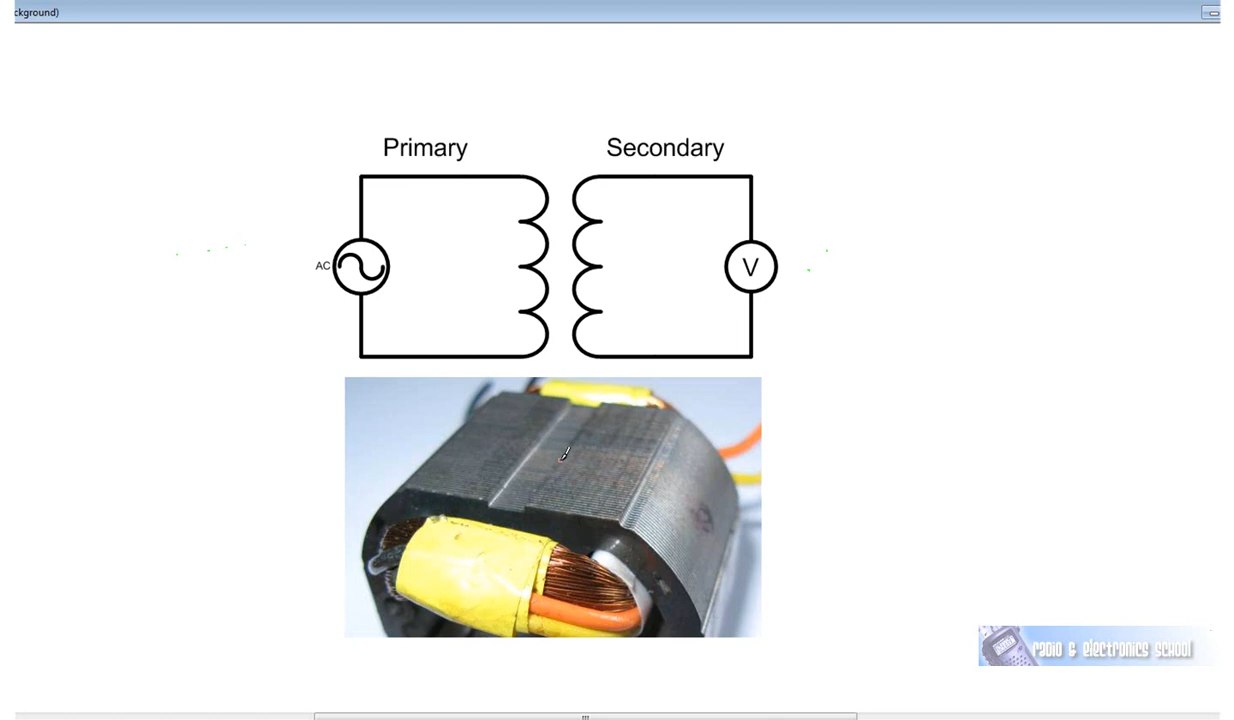 ckground)
Primary
Secondary
AC
V
radio & electronics school